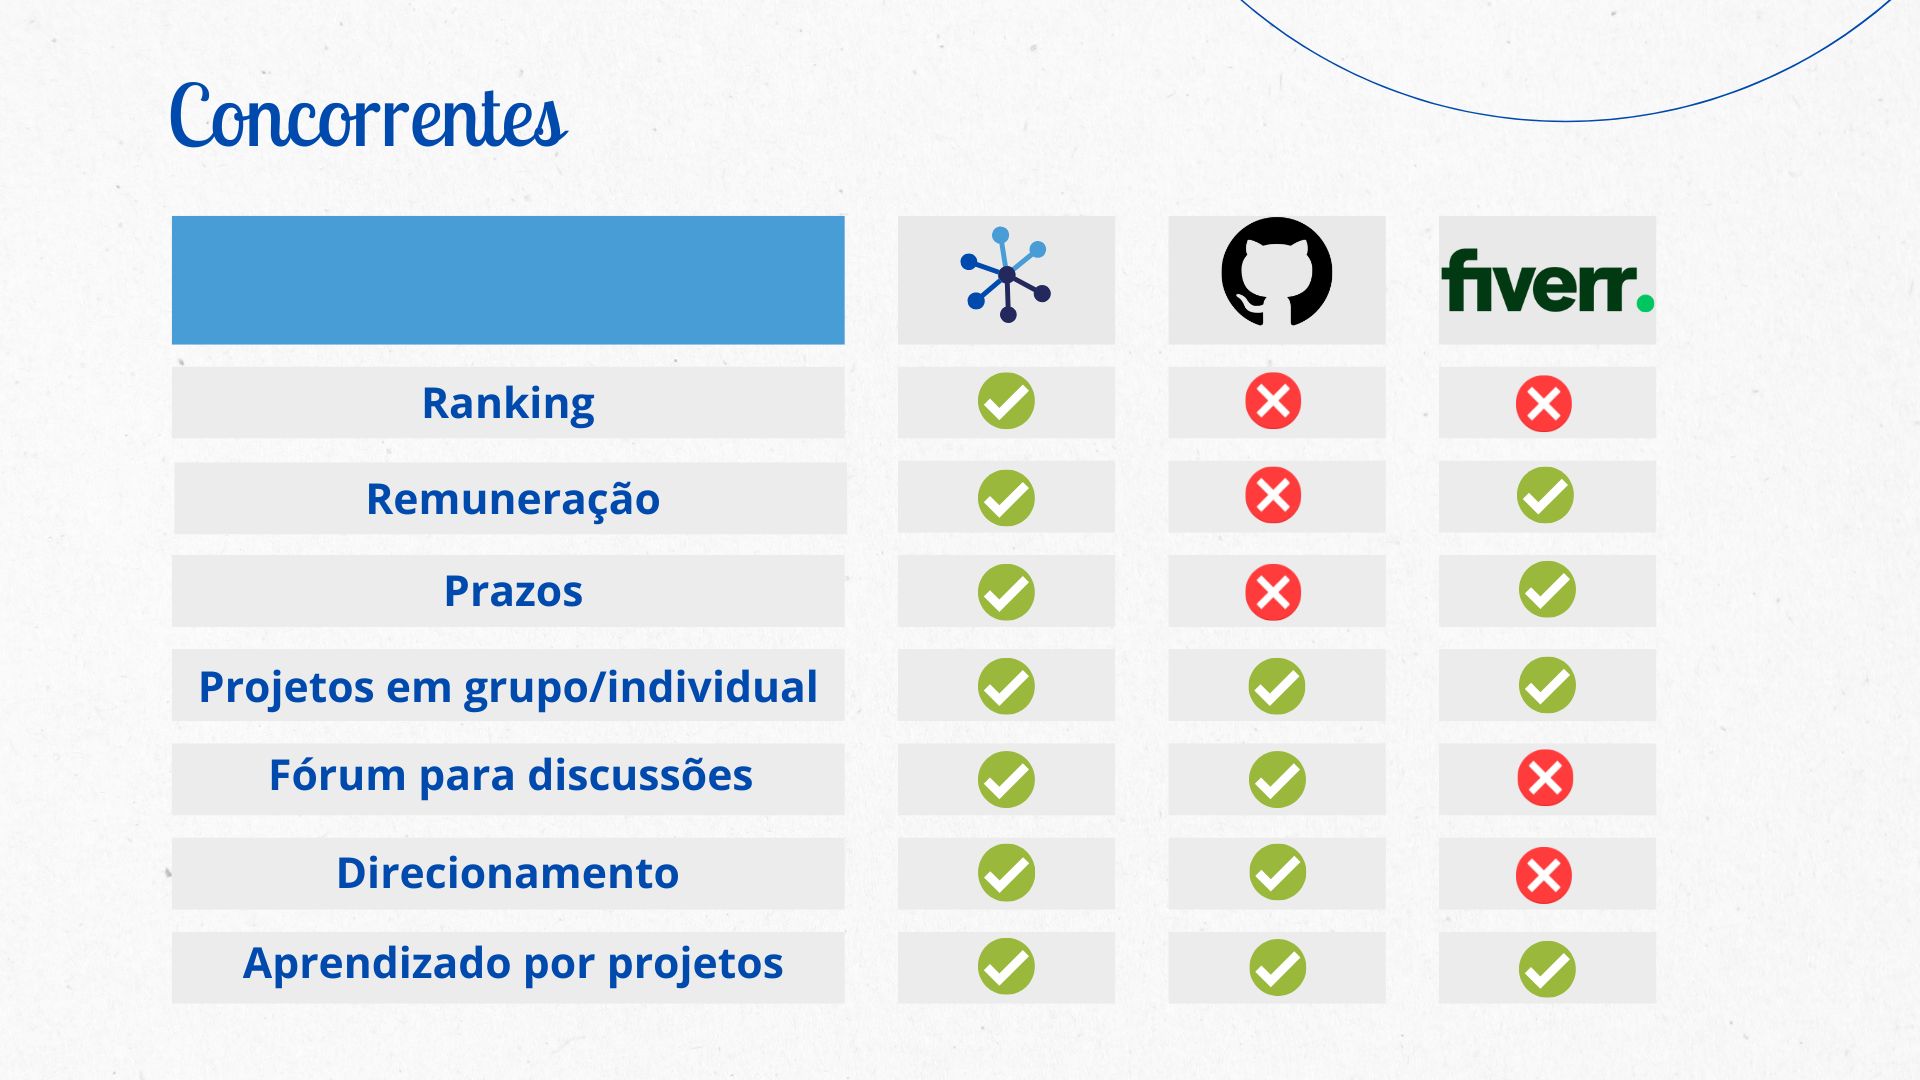 Concorrentes
fiverr.
Ranking
Remuneração
Prazos
Projetos em grupo/individual
Fórum para discussões
Direcionamento
Aprendizado por projetos